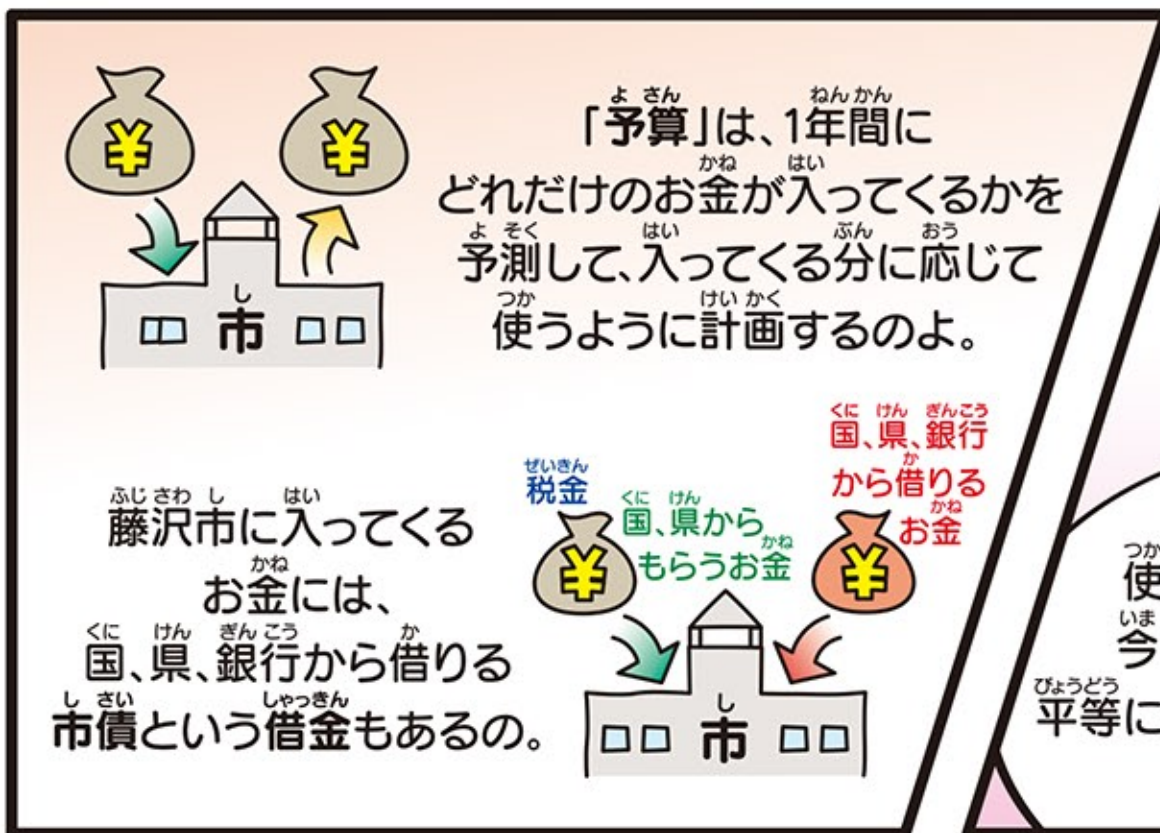 ¥
¥
市
「予算」は、1年間に
どれだけのお金が入ってくるかを
予測して、入ってくる分に応じて
使うように計画するのよ。
藤沢市に入ってくる
お金には、
国、県、銀行から借りる
市債という借金もあるの。
税金
国、県から
もらうお金
国、県、銀行
から借りる
お金
¥
¥
市
使
今
平等に